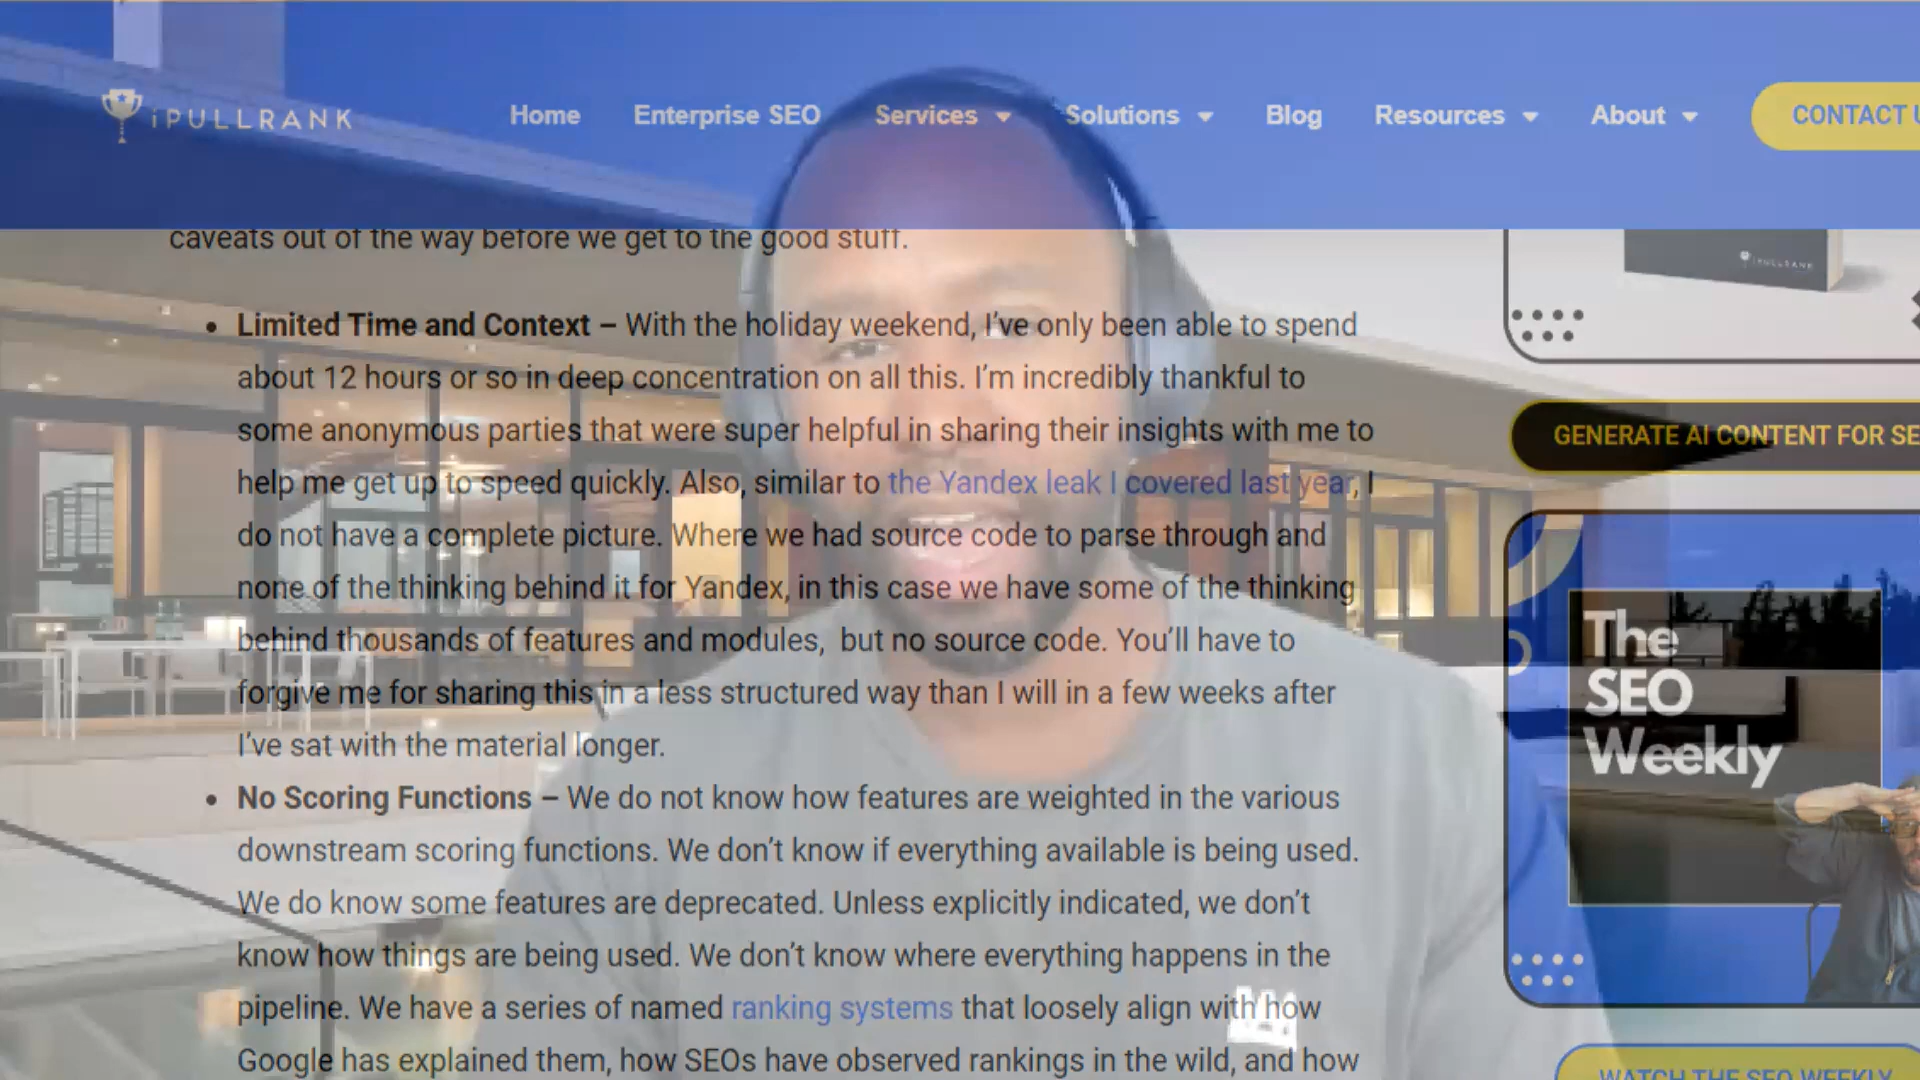 iPULLRANK
Home Enterprise SEO Services Solutions Blog Resources About CONTACT U
caveats out of the way before we get to the good stuff.
iPULLRANK
• Limited Time and Context – With the holiday weekend, I've only been able to spend
about 12 hours or so in deep concentration on all this. I'm incredibly thankful to
some anonymous parties that were super helpful in sharing their insights with me to
help me get up to speed quickly. Also, similar to the Yandex leak I covered last year, I
do not have a complete picture. Where we had source code to parse through and
none of the thinking behind it for Yandex, in this case we have some of the thinking
behind thousands of features and modules, but no source code. You'll have to
forgive me for sharing this in a less structured way than I will in a few weeks after
I've sat with the material longer.
• No Scoring Functions – We do not know how features are weighted in the various
downstream scoring functions. We don't know if everything available is being used.
We do know some features are deprecated. Unless explicitly indicated, we don't
know how things are being used. We don't know where everything happens in the
pipeline. We have a series of named ranking systems that loosely align with how
Google has explained them, how SEOs have observed rankings in the wild, and how
GENERATE AI CONTENT FOR SE
The
SEO
Weekly
WATCH THE SEO WEEKLY